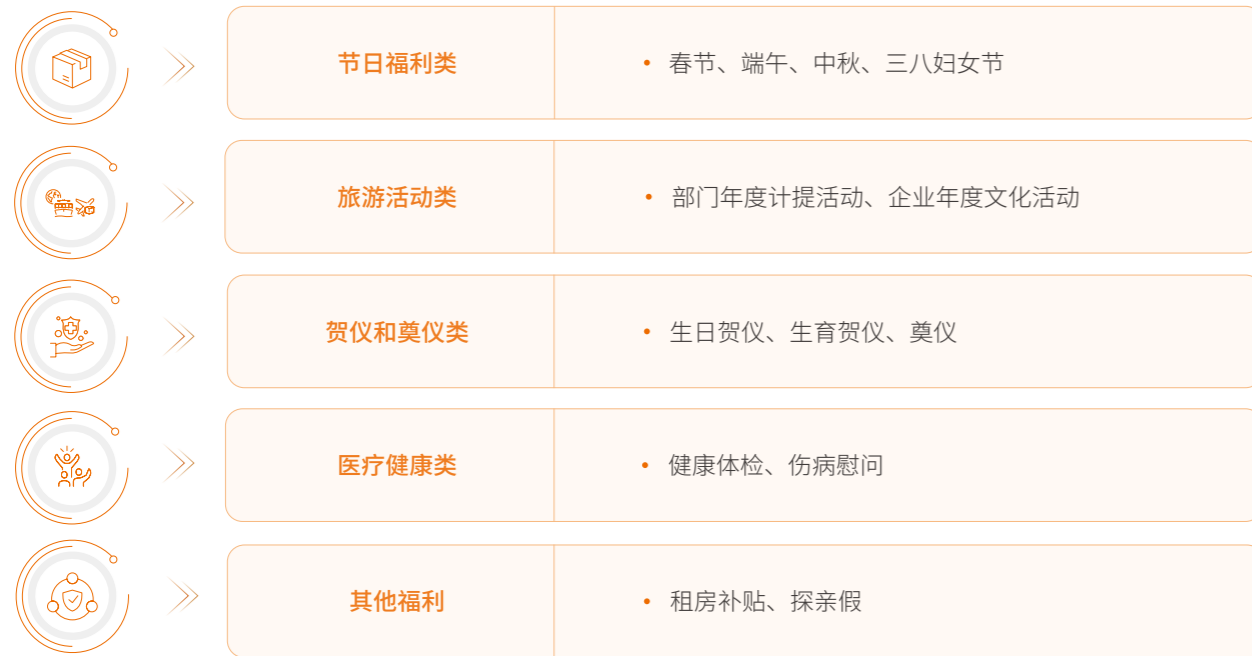 节日福利类
• 春节、端午、中秋、三八妇女节
旅游活动类
• 部门年度计提活动、企业年度文化活动
贺仪和奠仪类
• 生日贺仪、生育贺仪、奠仪
医疗健康类
• 健康体检、伤病慰问
其他福利
• 租房补贴、探亲假